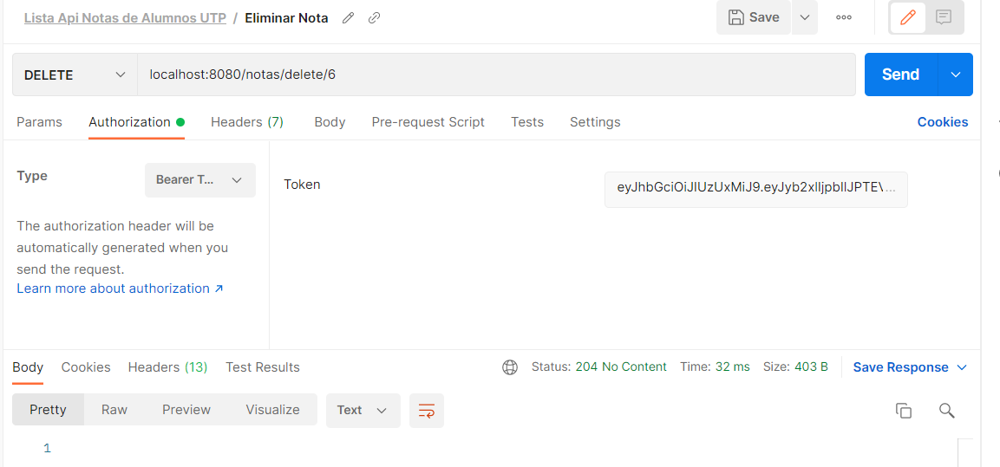 Lista Api Notas de Alumnos UTP / Eliminar Nota
Save
DELETE
localhost:8080/notas/delete/6
Send
Params Authorization Headers (7) Body Pre-request Script Tests Settings Cookies
Type
Bearer T...
Token
The authorization header will be
automatically generated when you
send the request.
Learn more about authorization ↗
Body Cookies Headers (13) Test Results Status: 204 No Content Time: 32 ms Size: 403 B Save Response
Pretty Raw Preview Visualize Text
1